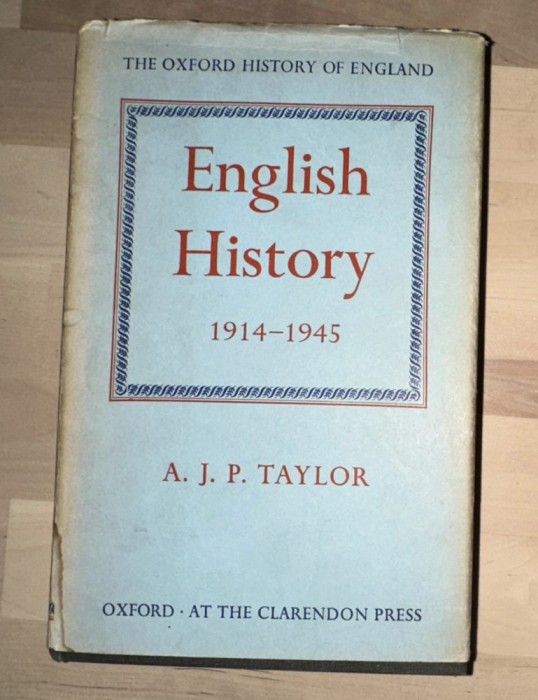 THE OXFORD HISTORY OF ENGLAND
English
History
1914–1945
A. J. P. TAYLOR
OXFORD · AT THE CLARENDON PRESS